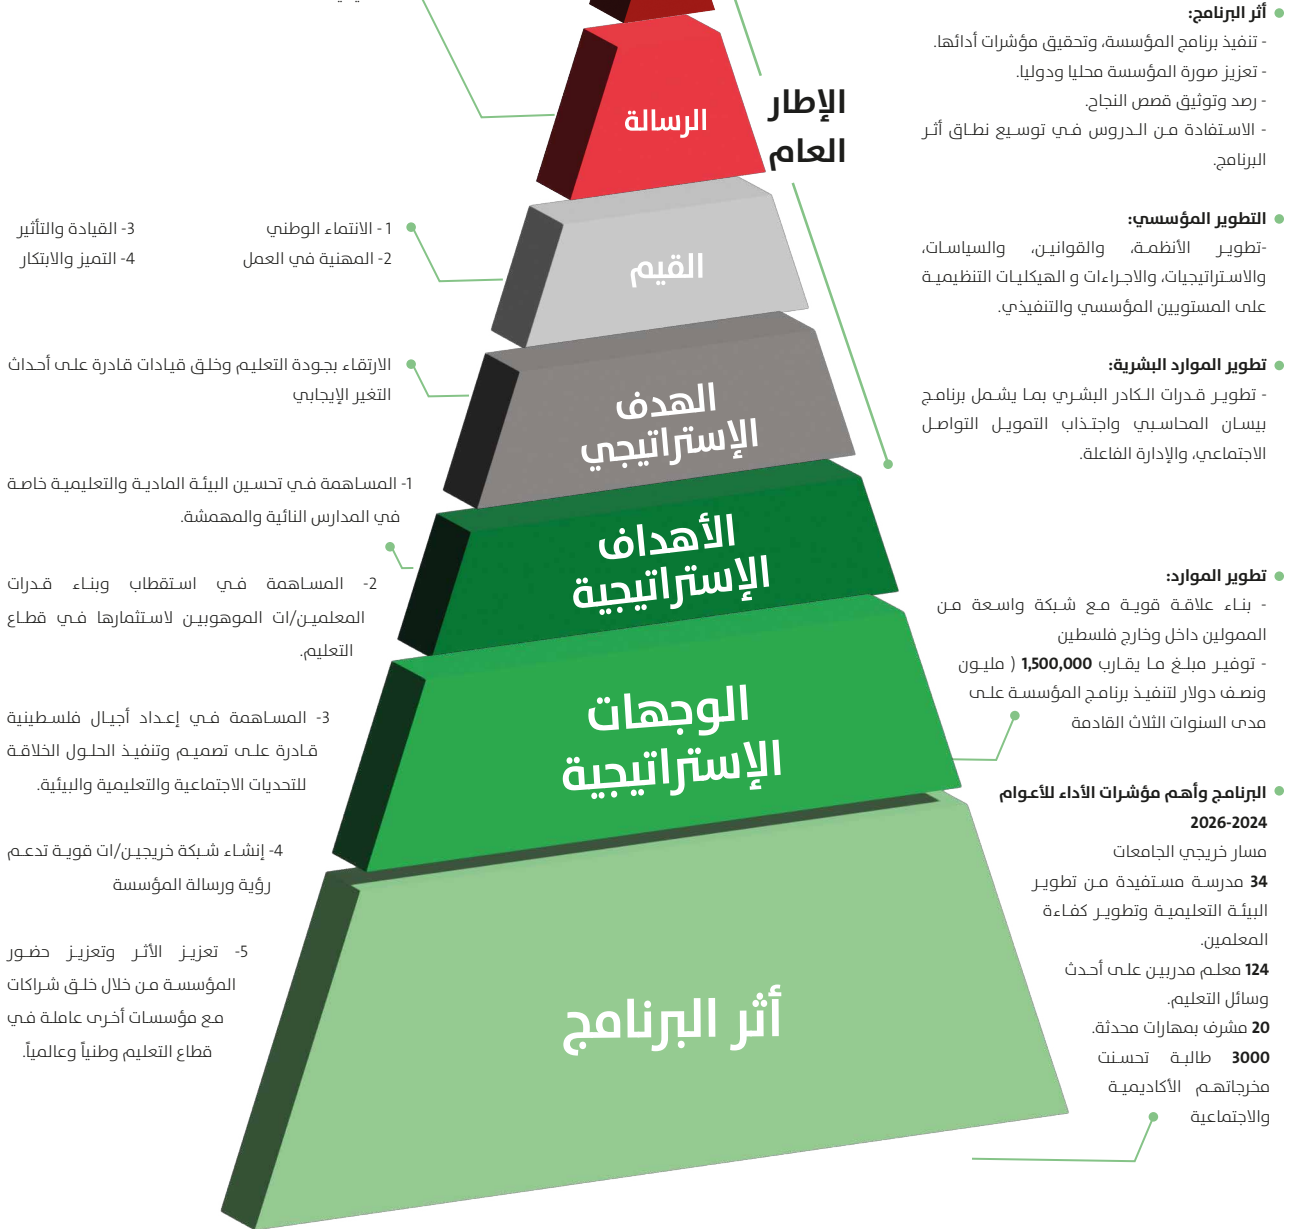 أثر البرنامج:
- تنفيذ برنامج المؤسسة، وتحقيق مؤشرات أدائها.
- تعزيز صورة المؤسسة محليا ودوليا.
- رصد وتوثيق قصص النجاح.
- الاستفادة من الدروس في توسيع نطاق أثر
البرنامج.
التطوير المؤسسي:
-تطوير الأنظمة، والقوانين، والسياسات،
والاستراتيجيات، والاجراءات و الهيكليات التنظيمية
على المستويين المؤسسي والتنفيذي.
تطوير الموارد البشرية:
- تطوير قدرات الكادر البشري بما يشمل برنامج
بيسان المحاسبي واجتذاب التمويل التواصل
الاجتماعي، والإدارة الفاعلة.
تطوير الموارد:
- بناء علاقة قوية مع شبكة واسعة من
الممولين داخل وخارج فلسطين
- توفير مبلغ ما يقارب 1,500,000 ( مليون
ونصف دولار لتنفيذ برنامج المؤسسة على
مدى السنوات الثلاث القادمة
البرنامج وأهم مؤشرات الأداء للأعوام
2024-2026
مسار خريجي الجامعات
34 مدرسة مستفيدة من تطوير
البيئة التعليمية وتطوير كفاءة
المعلمين.
124 معلم مدربين على أحدث
وسائل التعليم.
20 مشرف بمهارات محدثة.
3000 طالبة تحسنت
مخرجاتهم الأكاديمية
والاجتماعية
الإطار
العام
الرسالة
القيم
الهدف
الإستراتيجي
الأهداف
الإستراتيجية
الوجهات
الإستراتيجية
أثر البرنامج
1 - الانتماء الوطني
2- المهنية في العمل
3- القيادة والتأثير
4- التميز والابتكار
الارتقاء بجودة التعليم وخلق قيادات قادرة على أحداث
التغير الإيجابي
1- المساهمة في تحسين البيئة المادية والتعليمية خاصة
في المدارس النائية والمهمشة.
2- المساهمة في استقطاب وبناء قدرات
المعلمين/ات الموهوبين لاستثمارها في قطاع
التعليم.
3- المساهمة في إعداد أجيال فلسطينية
قادرة على تصميم وتنفيذ الحلول الخلاقة
للتحديات الاجتماعية والتعليمية والبيئية.
4- إنشاء شبكة خريجين/ات قوية تدعم
رؤية ورسالة المؤسسة
5- تعزيز الأثر وتعزيز حضور
المؤسسة من خلال خلق شراكات
مع مؤسسات أخرى عاملة في
قطاع التعليم وطنياً وعالمياً.